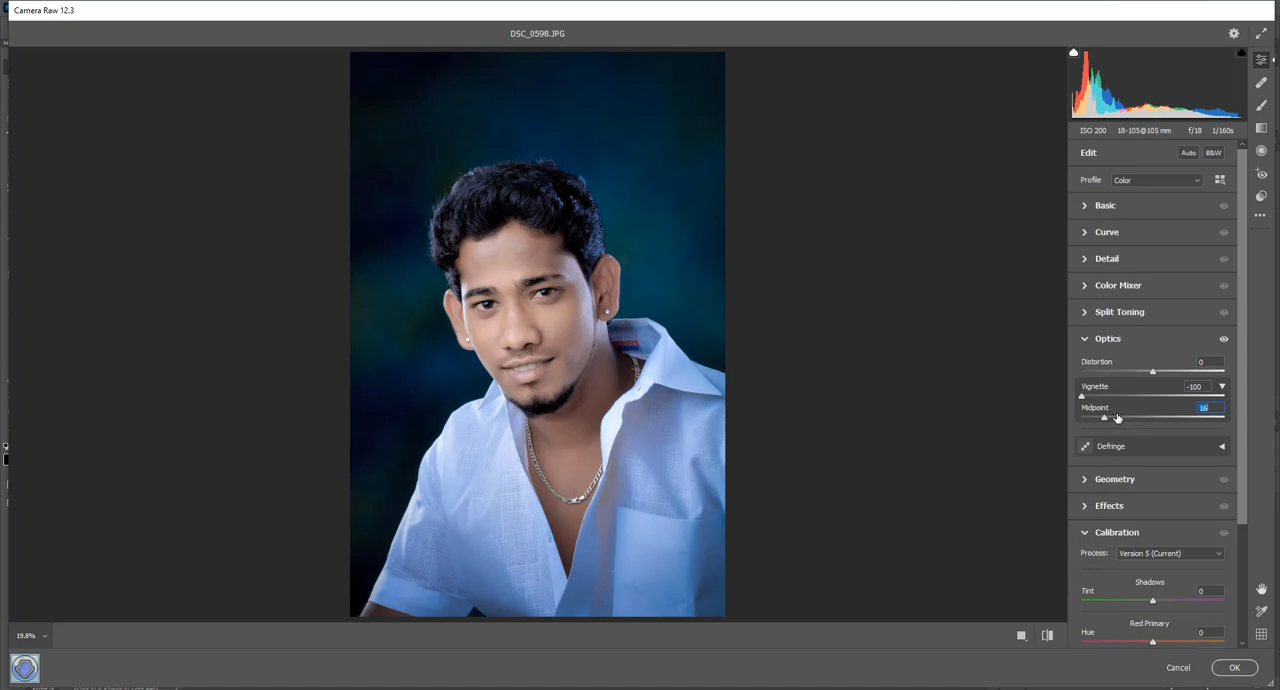 Camera Raw 12.3
DSC_0598.JPG
ISO 200 18-105@105 mm f/18 1/160s
Edit Auto B&W
Profile Color
Basic
Curve
Detail
Color Mixer
Split Toning
Optics
Distortion 0
Vignette -100
Midpoint 16
Defringe
Geometry
Effects
Calibration
Process: Version 5 (Current)
Shadows
Tint 0
Red Primary
Hue 0
19.8%
Cancel OK